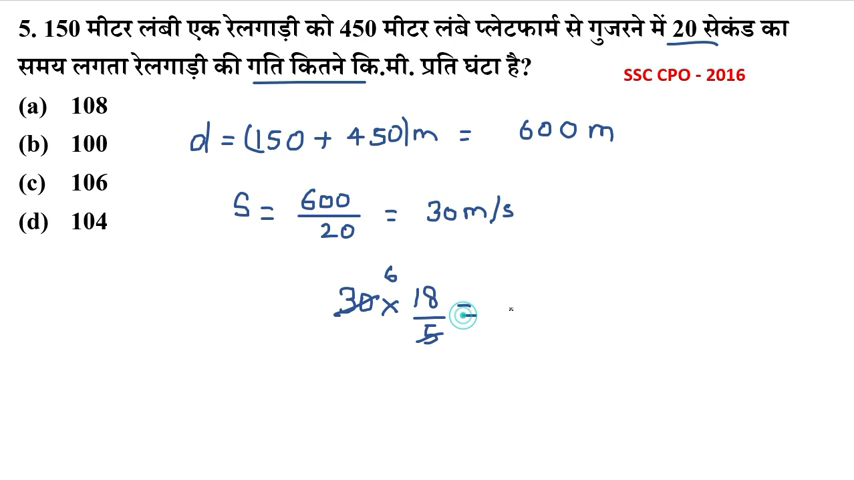 5. 150 मीटर लंबी एक रेलगाड़ी को 450 मीटर लंबे प्लेटफार्म से गुजरने में 20 सेकंड का
समय लगता रेलगाड़ी की गति कितने कि.मी. प्रति घंटा है?
SSC CPO - 2016
(a) 108
(b) 100
(c) 106
(d) 104
d = (150 + 450)m = 600 m
S = 600/20 = 30 m/s
6
30 × 18/5 =